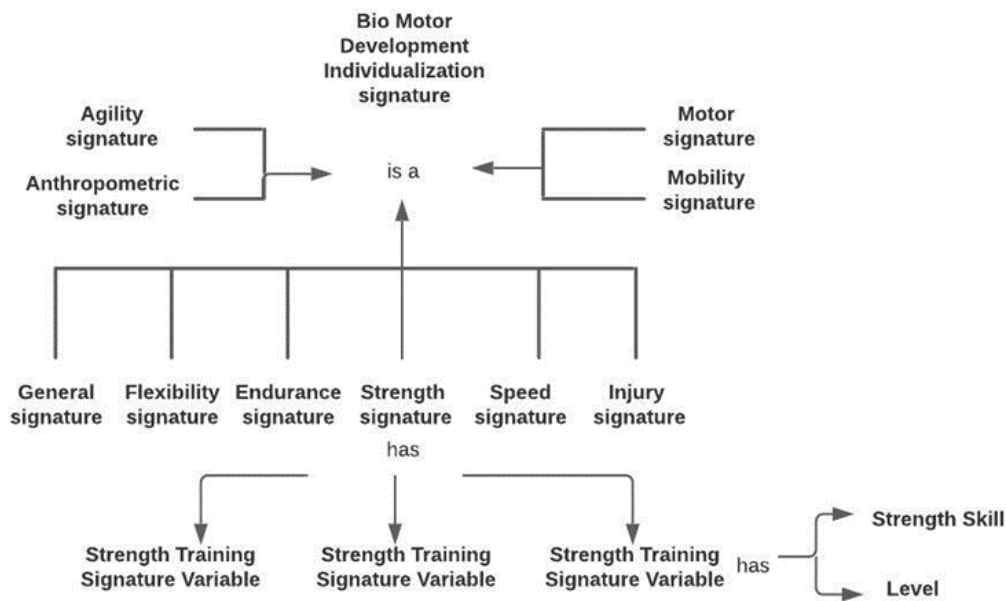 Bio Motor
Development
Individualization
signature
Agility
signature
Anthropometric
signature
is a
Motor
signature
Mobility
signature
General
signature
Flexibility
signature
Endurance
signature
Strength
signature
Speed
signature
Injury
signature
has
Strength Training
Signature Variable
Strength Training
Signature Variable
Strength Training
Signature Variable
has
Strength Skill
Level